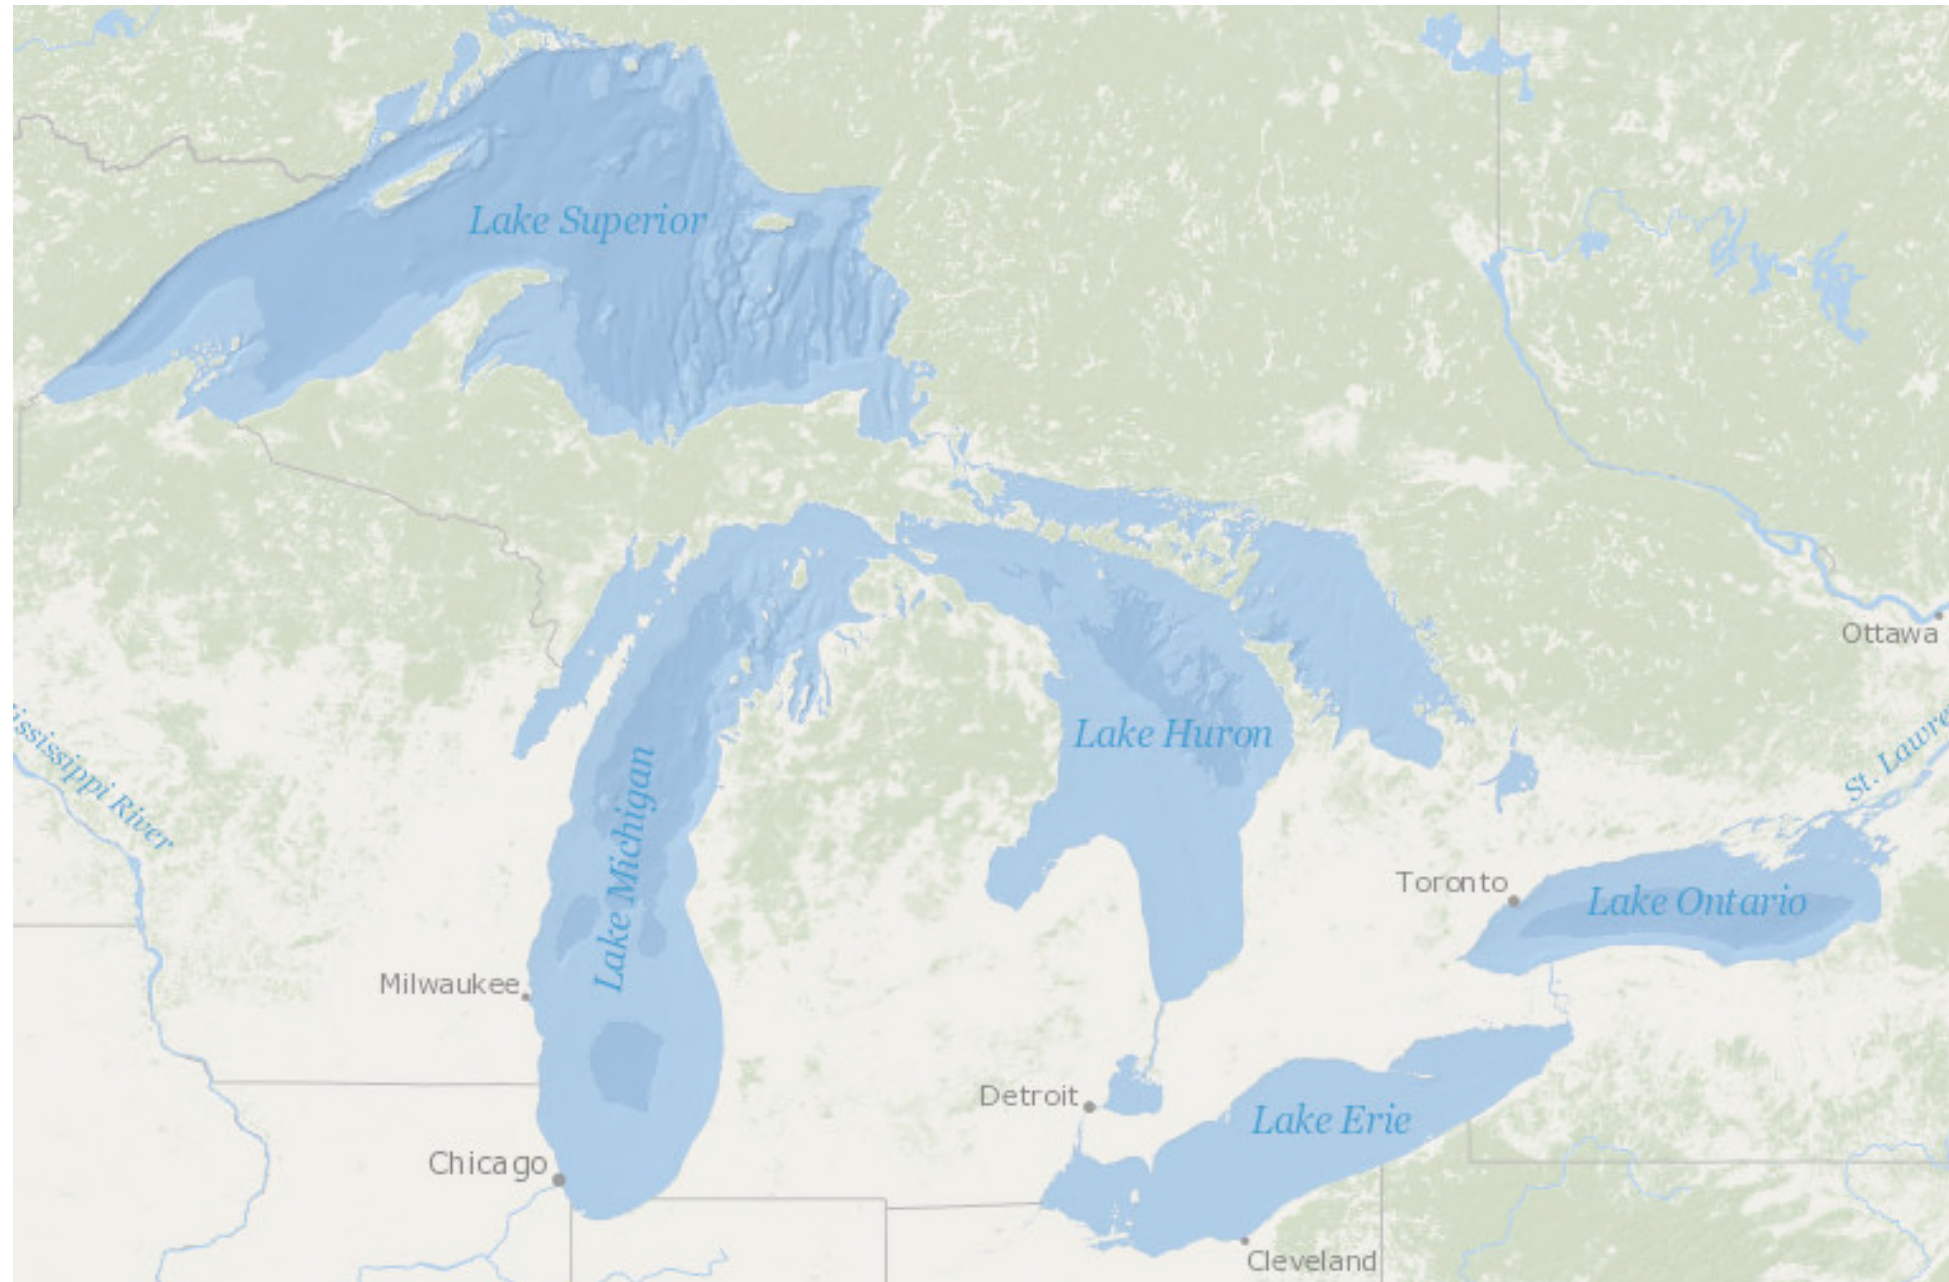 Lake Superior
Ottawa
Lake Huron
ississippi River
St. Lawre
Lake Michigan
Toronto
Lake Ontario
Milwaukee
Detroit
Lake Erie
Chicago
Cleveland